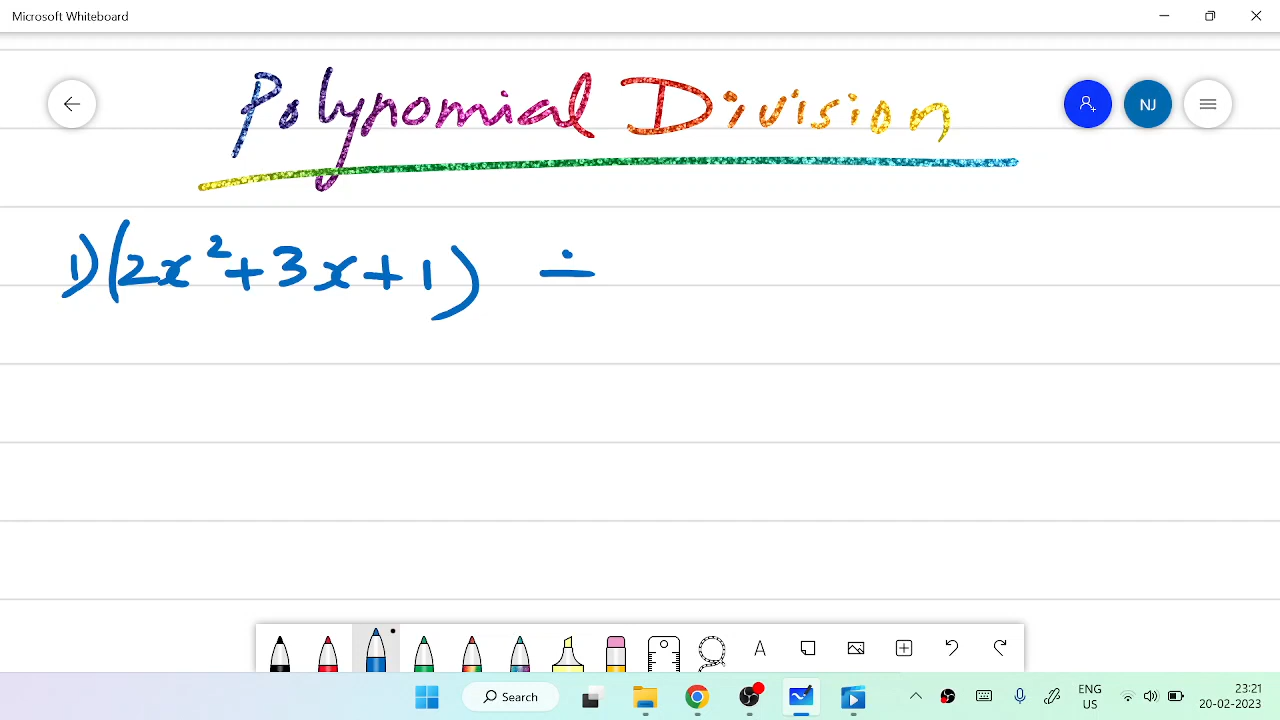 Microsoft Whiteboard
Polynomial Division
NJ
1) (2x² + 3x + 1) ÷
A
Search
ENG
US
23:21
20-02-2023